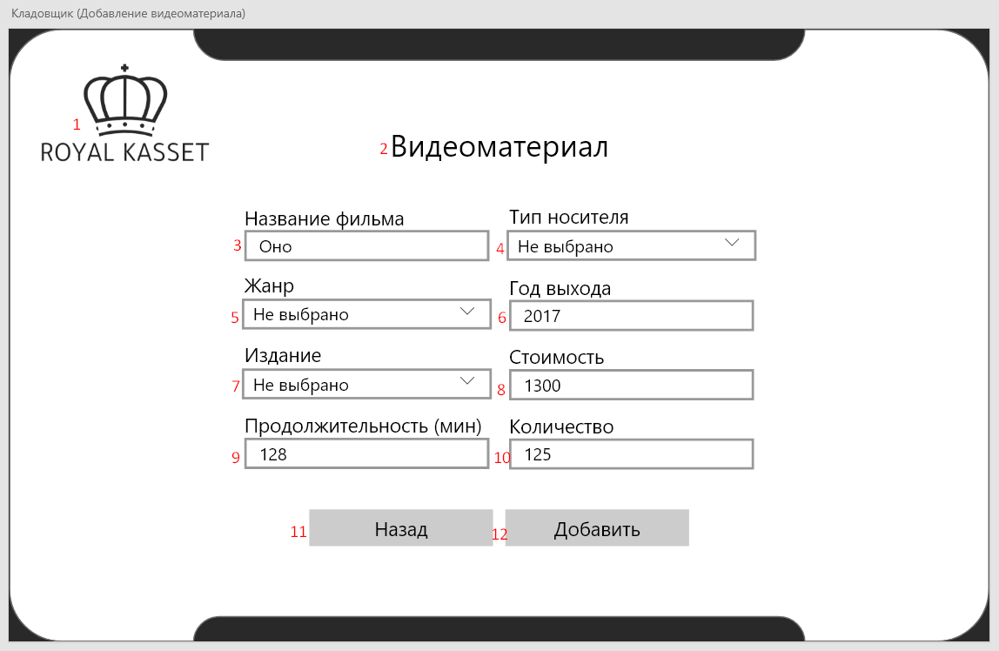 Кладовщик (Добавление видеоматериала)
1
ROYAL KASSET
2 Видеоматериал
Название фильма
3 Оно
Тип носителя
4 Не выбрано
Жанр
5 Не выбрано
Год выхода
6 2017
Издание
7 Не выбрано
Стоимость
8 1300
Продолжительность (мин)
9 128
Количество
10 125
11 Назад
12 Добавить